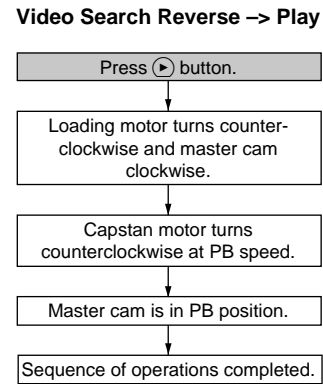 Video Search Reverse –> Play
Press ▶ button.
Loading motor turns counter-
clockwise and master cam
clockwise.
Capstan motor turns
counterclockwise at PB speed.
Master cam is in PB position.
Sequence of operations completed.